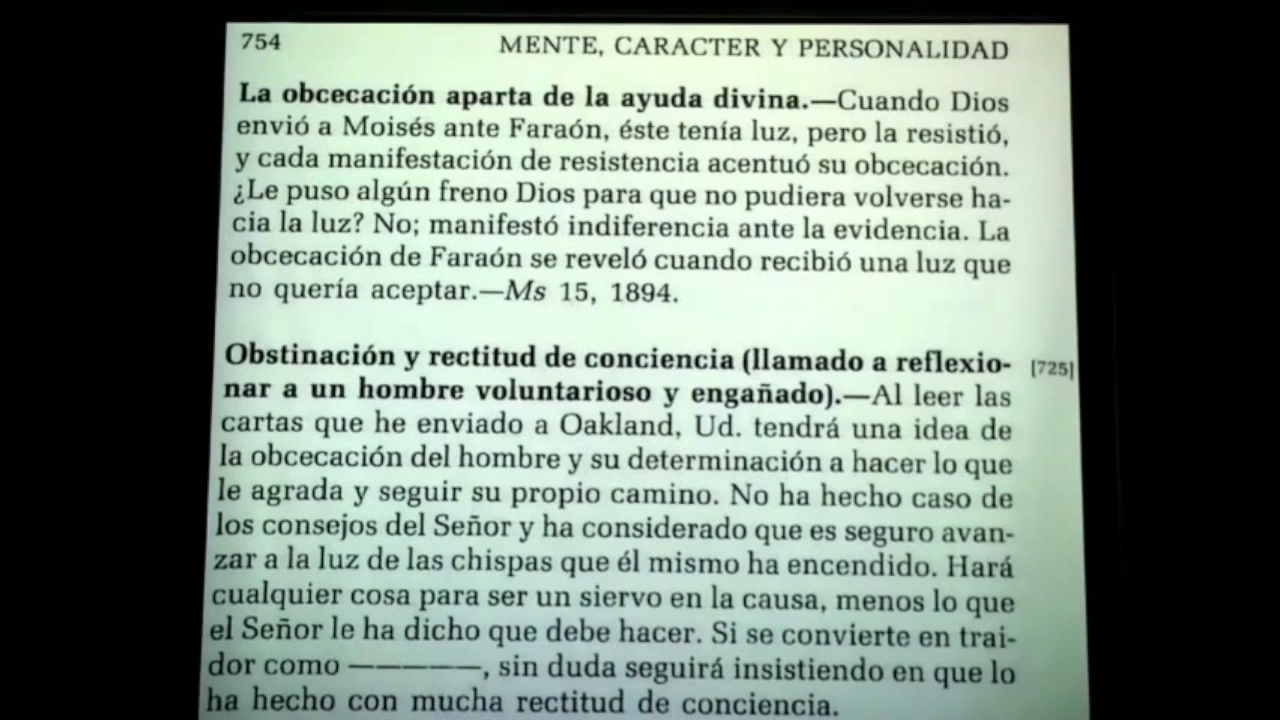 754 MENTE, CARACTER Y PERSONALIDAD
La obcecación aparta de la ayuda divina.—Cuando Dios
envió a Moisés ante Faraón, éste tenía luz, pero la resistió,
y cada manifestación de resistencia acentuó su obcecación.
¿Le puso algún freno Dios para que no pudiera volverse ha-
cia la luz? No; manifestó indiferencia ante la evidencia. La
obcecación de Faraón se reveló cuando recibió una luz que
no quería aceptar.—Ms 15, 1894.
Obstinación y rectitud de conciencia (llamado a reflexio- [725]
nar a un hombre voluntarioso y engañado).—Al leer las
cartas que he enviado a Oakland, Ud. tendrá una idea de
la obcecación del hombre y su determinación a hacer lo que
le agrada y seguir su propio camino. No ha hecho caso de
los consejos del Señor y ha considerado que es seguro avan-
zar a la luz de las chispas que él mismo ha encendido. Hará
cualquier cosa para ser un siervo en la causa, menos lo que
el Señor le ha dicho que debe hacer. Si se convierte en trai-
dor como —————, sin duda seguirá insistiendo en que lo
ha hecho con mucha rectitud de conciencia.